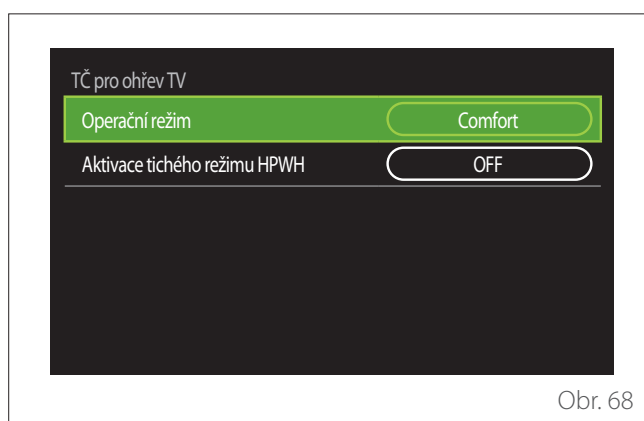 TČ pro ohřev TV
Operační režim Comfort
Aktivace tichého režimu HPWH OFF
Obr. 68